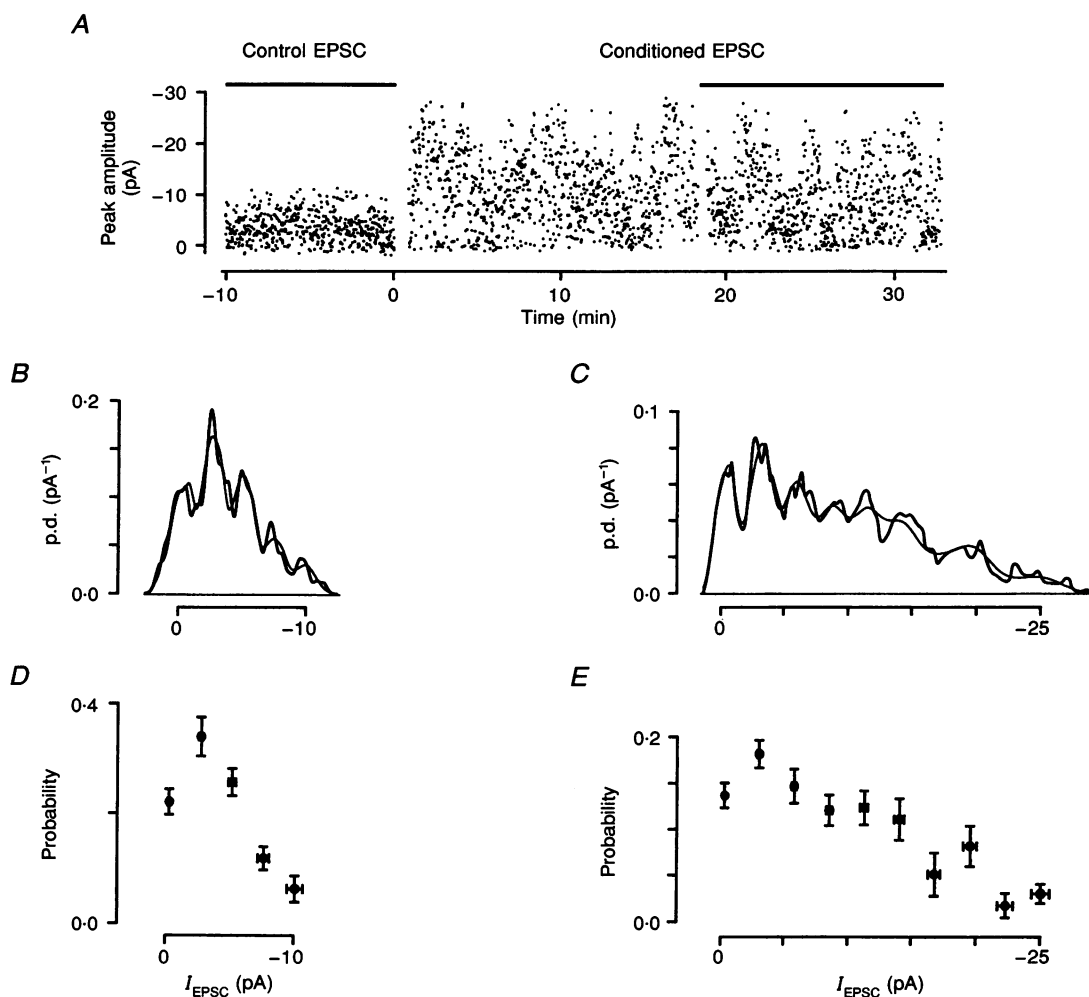 A
Control EPSC
Conditioned EPSC
Peak amplitude
(pA)
−30
−20
−10
0
−10
0
10
20
30
Time (min)
B
p.d. (pA⁻¹)
0·2
0·0
0
−10
C
p.d. (pA⁻¹)
0·1
0·0
0
−25
D
Probability
0·4
0·0
0
−10
I_EPSC (pA)
E
Probability
0·2
0·0
0
−25
I_EPSC (pA)